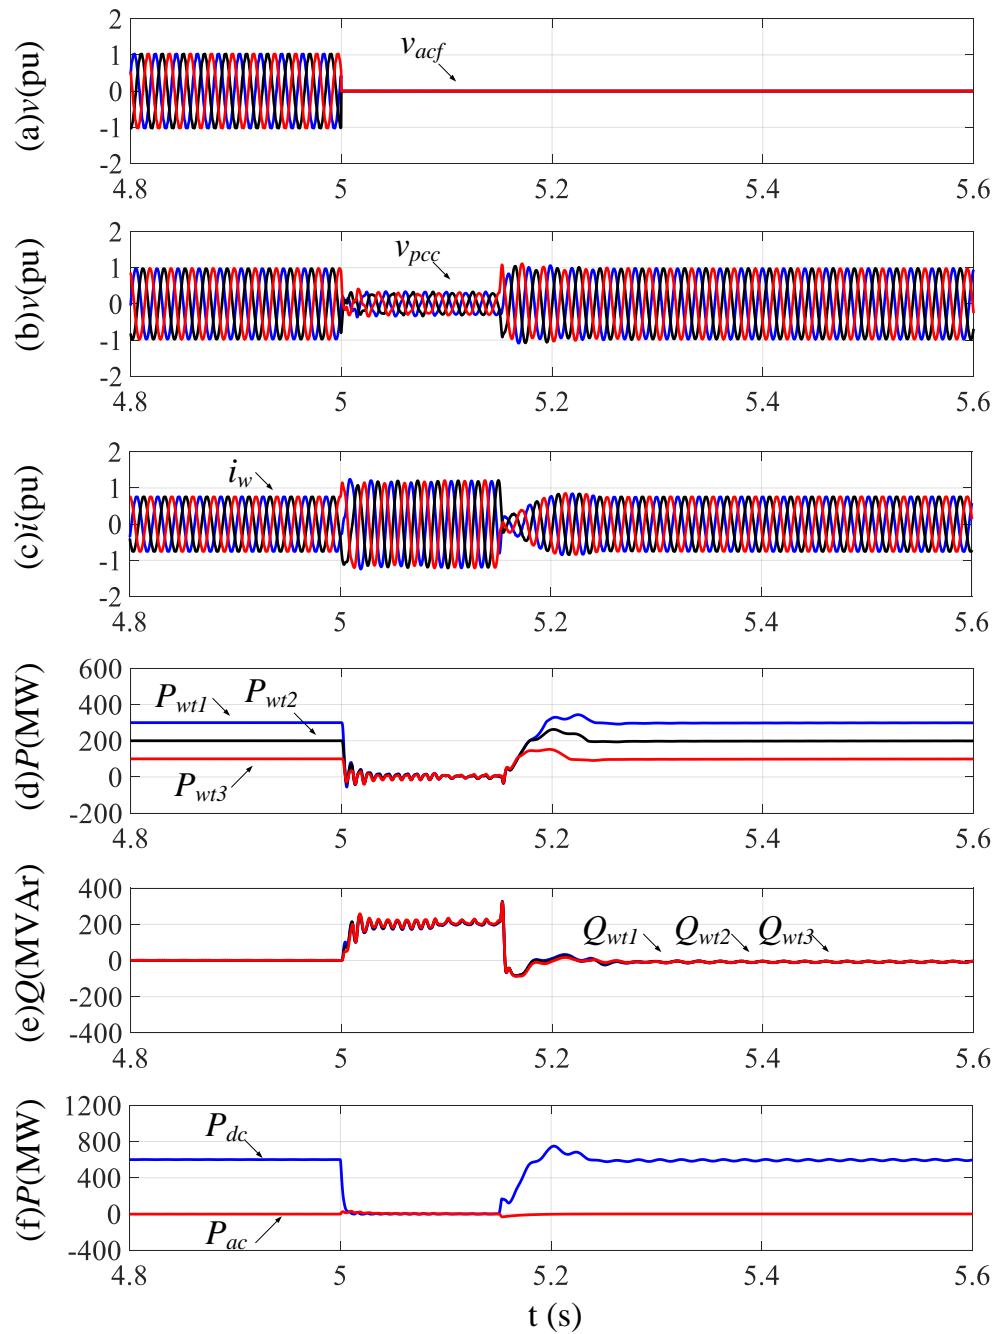 (a)v(pu)
2
1
0
-1
-2
v_acf
4.8 5 5.2 5.4 5.6
(b)v(pu)
2
1
0
-1
-2
v_pcc
4.8 5 5.2 5.4 5.6
(c)i(pu)
2
1
0
-1
-2
i_w
4.8 5 5.2 5.4 5.6
(d)P(MW)
600
400
200
0
-200
P_wt1 P_wt2
P_wt3
4.8 5 5.2 5.4 5.6
(e)Q(MVAr)
400
200
0
-200
-400
Q_wt1 Q_wt2 Q_wt3
4.8 5 5.2 5.4 5.6
(f)P(MW)
1200
800
400
0
-400
P_dc
P_ac
4.8 5 5.2 5.4 5.6
t (s)